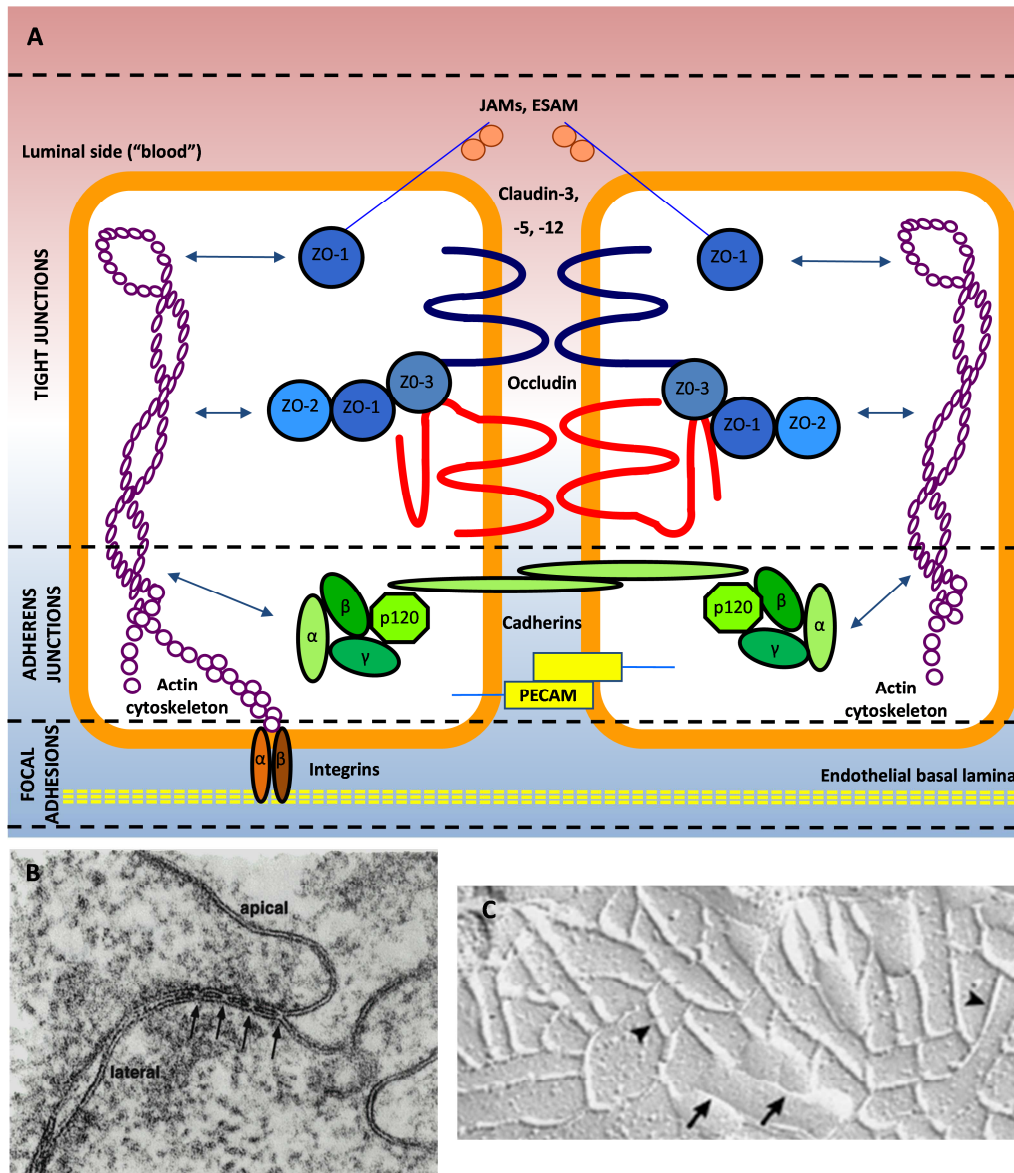 A
JAMs, ESAM
Luminal side (“blood”)
Claudin-3,
-5, -12
ZO-1
ZO-1
TIGHT JUNCTIONS
Z0-3
Occludin
Z0-3
ZO-2
ZO-1
ZO-1
ZO-2
ADHERENS
JUNCTIONS
α
β
p120
γ
Cadherins
p120
β
α
γ
PECAM
Actin
cytoskeleton
Actin
cytoskeleton
FOCAL
ADHESIONS
α
β
Integrins
Endothelial basal lamina
B
apical
lateral
C